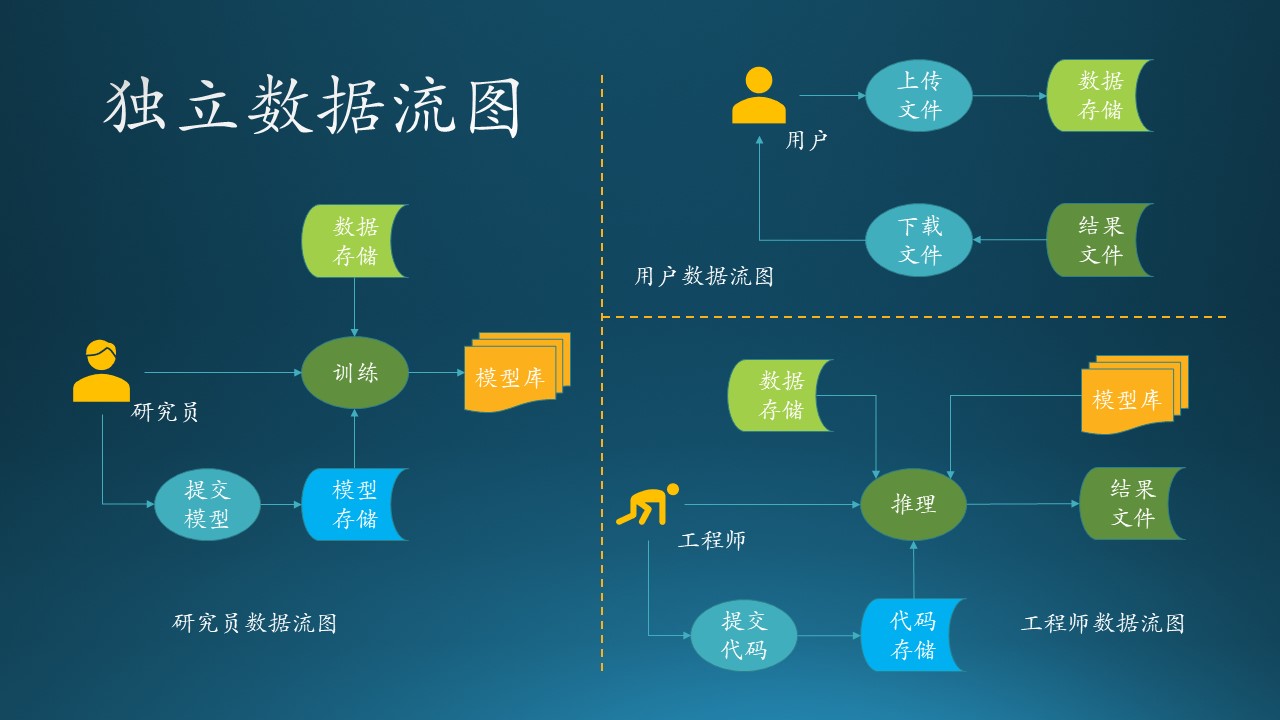 独立数据流图
数据
存储
研究员
训练
模型库
提交
模型
模型
存储
研究员数据流图
用户
上传
文件
数据
存储
下载
文件
结果
文件
用户数据流图
数据
存储
模型库
工程师
推理
结果
文件
提交
代码
代码
存储
工程师数据流图